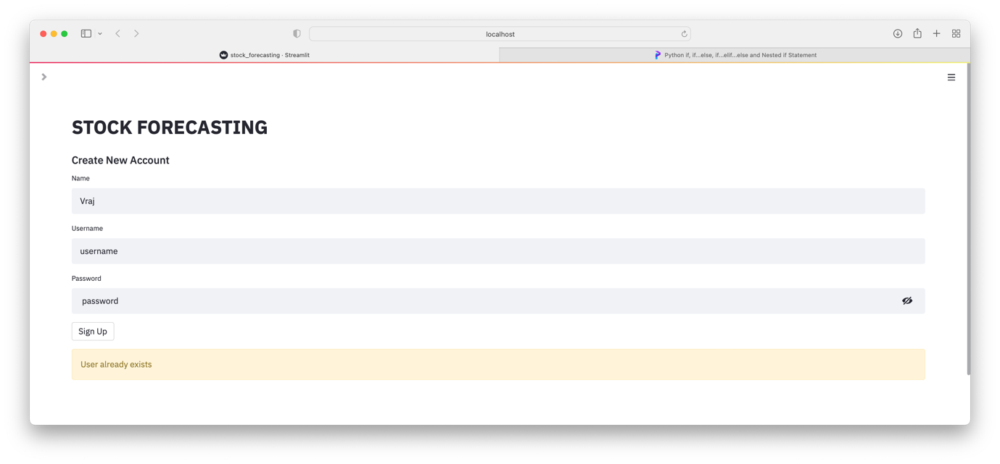 localhost
stock_forecasting · Streamlit
Python if, if...else, if...elif...else and Nested if Statement
STOCK FORECASTING
Create New Account
Name
Vraj
Username
username
Password
password
Sign Up
User already exists